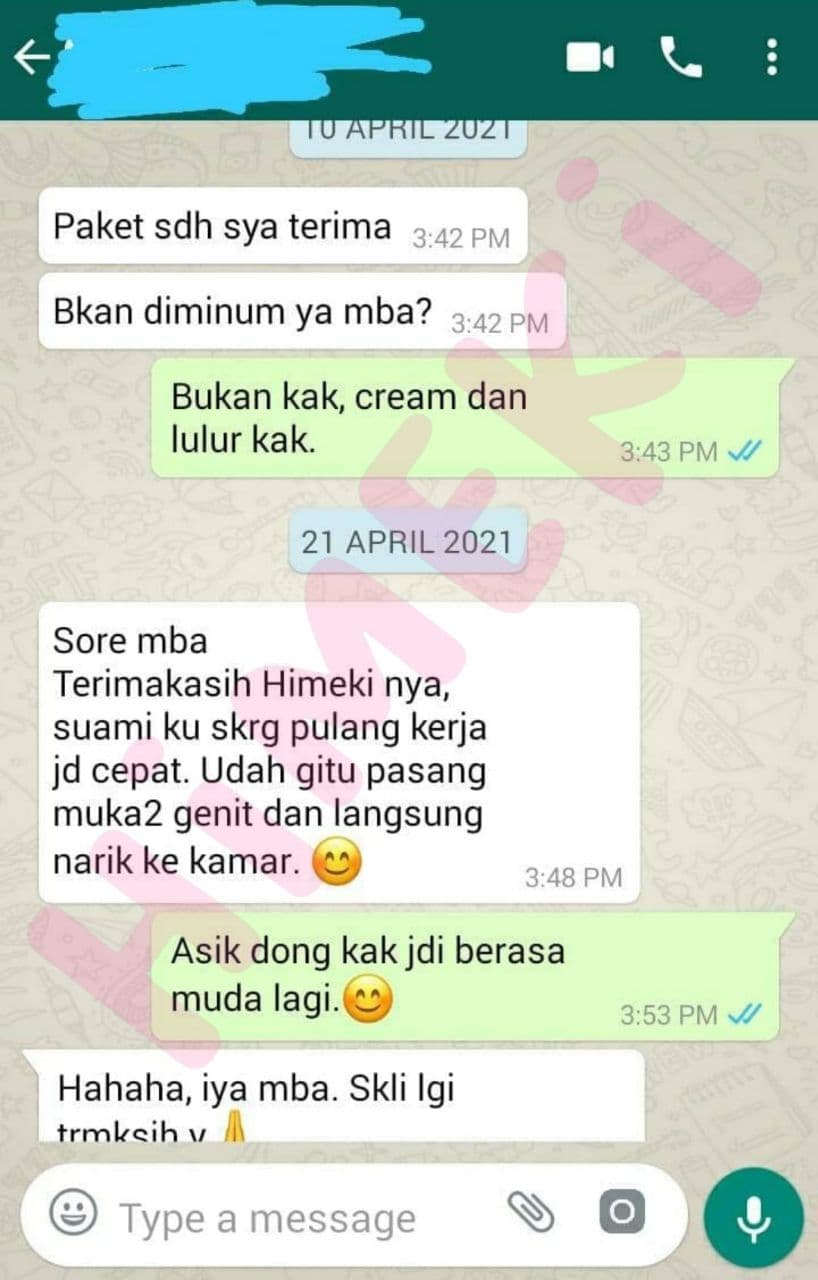 10 APRIL 2021
Paket sdh sya terima 3:42 PM
Bkan diminum ya mba? 3:42 PM
Bukan kak, cream dan
lulur kak. 3:43 PM
21 APRIL 2021
Sore mba
Terimakasih Himeki nya,
suami ku skrg pulang kerja
jd cepat. Udah gitu pasang
muka2 genit dan langsung
narik ke kamar. 😊 3:48 PM
Asik dong kak jdi berasa
muda lagi.😊 3:53 PM
Hahaha, iya mba. Skli lgi
trmksih y 🙏
Type a message
HiMEKi